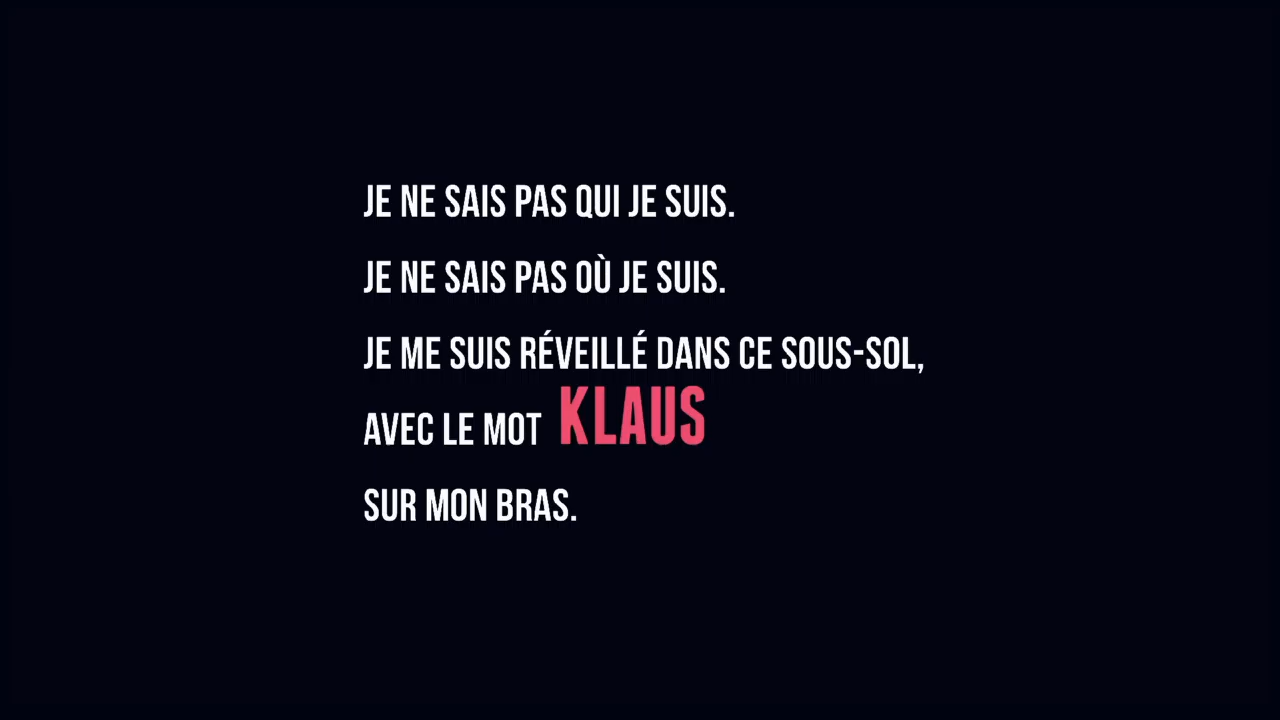 JE NE SAIS PAS QUI JE SUIS.
JE NE SAIS PAS OÙ JE SUIS.
JE ME SUIS RÉVEILLÉ DANS CE SOUS-SOL,
AVEC LE MOT KLAUS
SUR MON BRAS.